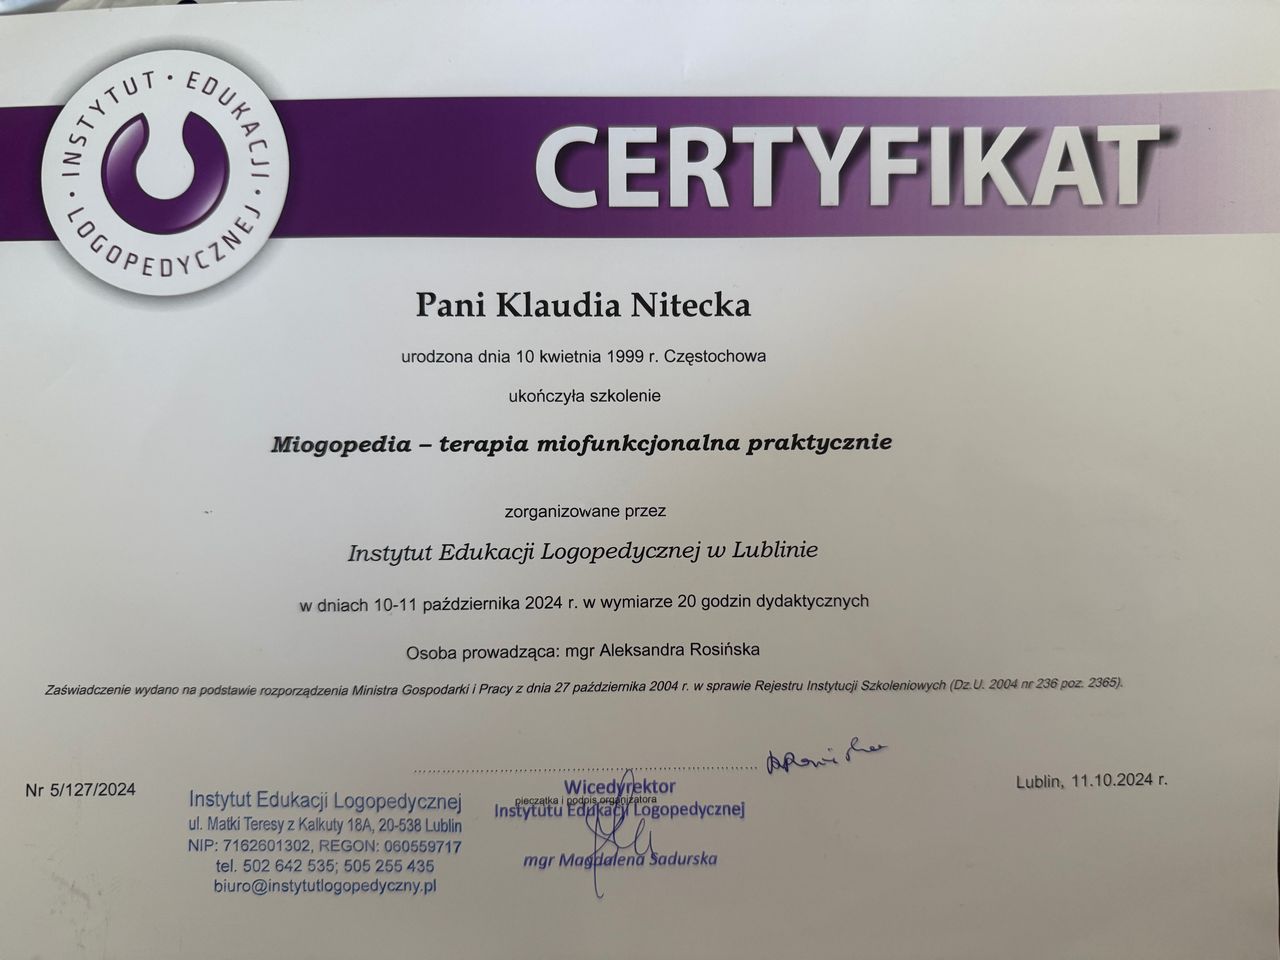 INSTYTUT · EDUKACJI · LOGOPEDYCZNEJ ·
CERTYFIKAT
Pani Klaudia Nitecka
urodzona dnia 10 kwietnia 1999 r. Częstochowa
ukończyła szkolenie
Miogopedia – terapia miofunkcjonalna praktycznie
zorganizowane przez
Instytut Edukacji Logopedycznej w Lublinie
w dniach 10-11 października 2024 r. w wymiarze 20 godzin dydaktycznych
Osoba prowadząca: mgr Aleksandra Rosińska
Zaświadczenie wydano na podstawie rozporządzenia Ministra Gospodarki i Pracy z dnia 27 października 2004 r. w sprawie Rejestru Instytucji Szkoleniowych (Dz.U. 2004 nr 236 poz. 2365).
Nr 5/127/2024
Instytut Edukacji Logopedycznej
ul. Matki Teresy z Kalkuty 18A, 20-538 Lublin
NIP: 7162601302, REGON: 060559717
tel. 502 642 535; 505 255 435
biuro@instytutlogopedyczny.pl
Wicedyrektor
pieczątka i podpis organizatora
Instytutu Edukacji Logopedycznej
mgr Magdalena Sadurska
Lublin, 11.10.2024 r.